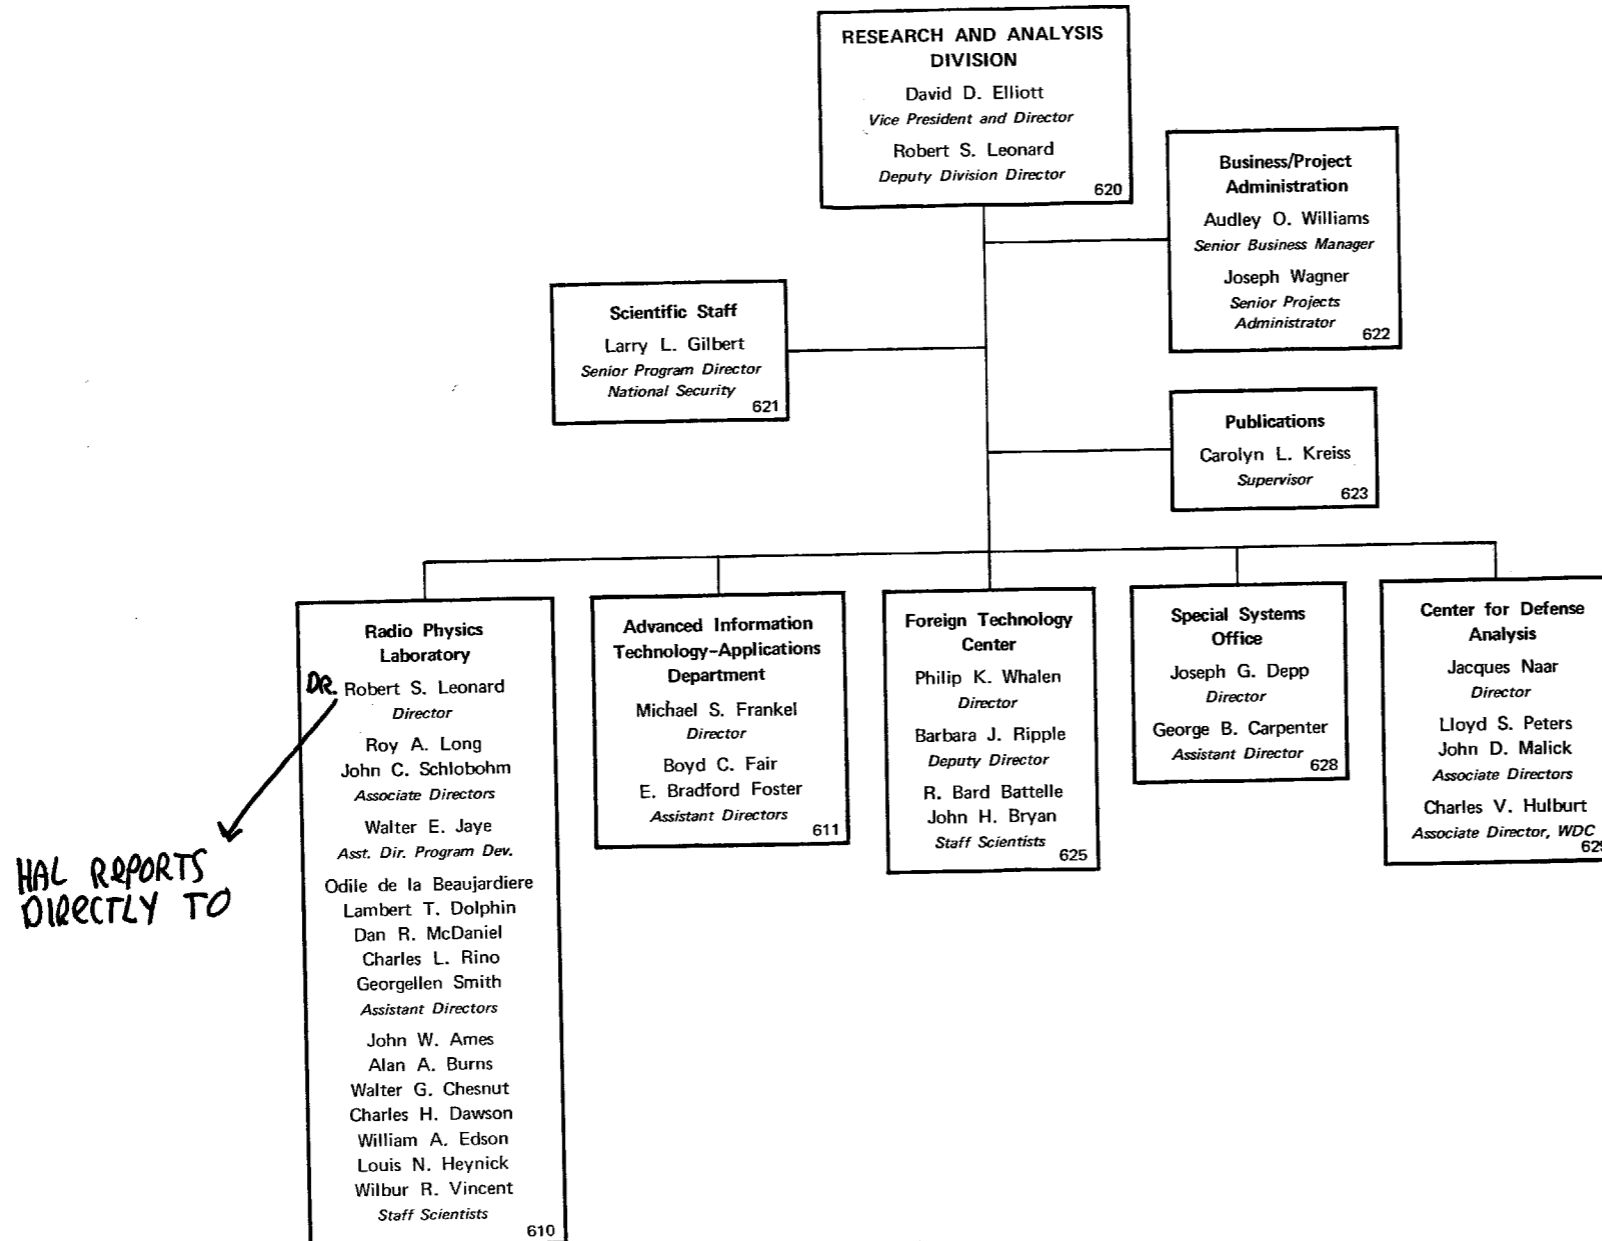 RESEARCH AND ANALYSIS
DIVISION
David D. Elliott
Vice President and Director
Robert S. Leonard
Deputy Division Director
620
Business/Project
Administration
Audley O. Williams
Senior Business Manager
Joseph Wagner
Senior Projects
Administrator
622
Scientific Staff
Larry L. Gilbert
Senior Program Director
National Security
621
Publications
Carolyn L. Kreiss
Supervisor
623
Radio Physics
Laboratory
DR. Robert S. Leonard
Director
Roy A. Long
John C. Schlobohm
Associate Directors
Walter E. Jaye
Asst. Dir. Program Dev.
Odile de la Beaujardiere
Lambert T. Dolphin
Dan R. McDaniel
Charles L. Rino
Georgellen Smith
Assistant Directors
John W. Ames
Alan A. Burns
Walter G. Chesnut
Charles H. Dawson
William A. Edson
Louis N. Heynick
Wilbur R. Vincent
Staff Scientists
610
HAL REPORTS
DIRECTLY TO
Advanced Information
Technology-Applications
Department
Michael S. Frankel
Director
Boyd C. Fair
E. Bradford Foster
Assistant Directors
611
Foreign Technology
Center
Philip K. Whalen
Director
Barbara J. Ripple
Deputy Director
R. Bard Battelle
John H. Bryan
Staff Scientists
625
Special Systems
Office
Joseph G. Depp
Director
George B. Carpenter
Assistant Director
628
Center for Defense
Analysis
Jacques Naar
Director
Lloyd S. Peters
John D. Malick
Associate Directors
Charles V. Hulburt
Associate Director, WDC
629